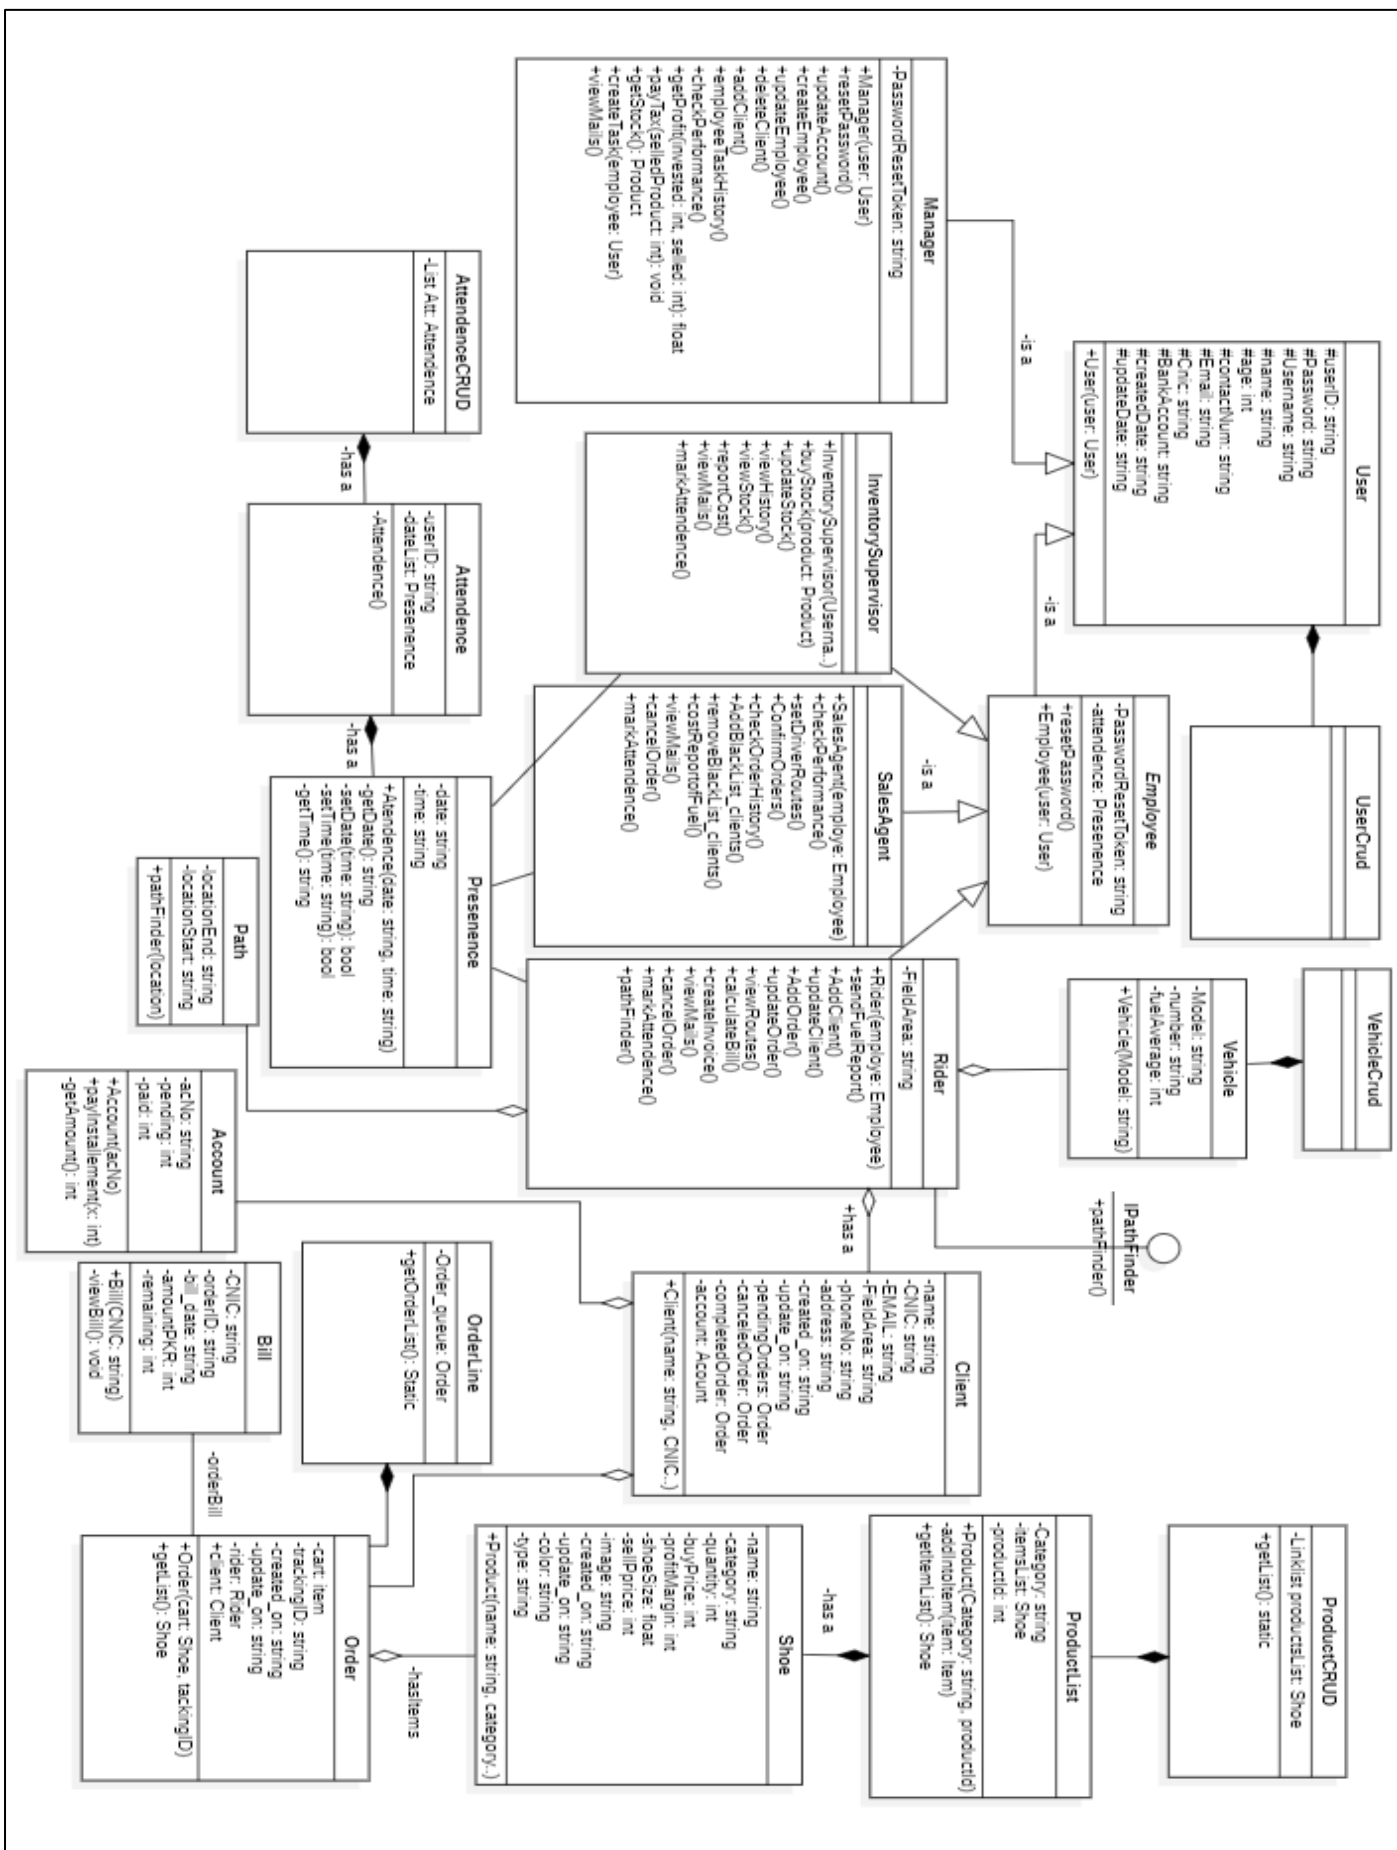 User
#userID: string
#Password: string
#Username: string
#name: string
#age: int
#contactNum: string
#Email: string
#Cnic: string
#BankAccount: string
#createdDate: string
#updateDate: string
+User(user: User)
UserCrud
VehicleCrud
ProductCRUD
-Linklist productsList: Shoe
+getList(): static
-is a
-is a
Employee
-PasswordResetToken: string
-attendence: Presenence
+resetPassword()
+Employee(user: User)
Vehicle
-Model: string
-number: string
-fuelAverage: int
+Vehicle(Model: string)
IPathFinder
+pathFinder()
ProductList
-Category: string
-itemsList: Shoe
-productId: int
+Product(Category: string, productId)
-addIntoItem(item: Item)
+getItemList(): Shoe
Manager
-PasswordResetToken: string
+Manager(user: User)
+resetPassword()
+updateAccount()
+createEmployee()
+updateEmployee()
+deleteClient()
+addClient()
+employeeTaskHistory()
+checkPerformance()
+getProfit(invested: int, selled: int): float
+payTax(selledProduct: int): void
+getStock(): Product
+createTask(employee: User)
+viewMails()
InventorySupervisor
+InventorySupervisor(Userna..)
+buyStock(product: Product)
+updateStock()
+viewHistory()
+viewStock()
+reportCost()
+viewMails()
+markAttendence()
-is a
SalesAgent
+SalesAgent(employe: Employee)
+checkPerformance()
+setDriverRoutes()
+ConfirmOrders()
+checkOrderHistory()
+AddBlackList_clients()
+removeBlackList_clients()
+costReportofFuel()
+viewMails()
+cancelOrder()
+markAttendence()
Rider
-FieldArea: string
+Rider(employe: Employee)
+sendFuelReport()
+AddClient()
+updateClient()
+AddOrder()
+updateOrder()
+viewRoutes()
+calculateBill()
+createInvoice()
+viewMails()
+cancelOrder()
+markAttendence()
+pathFinder()
+has a
Client
-name: string
-CNIC: string
-EMAIL: string
-FieldArea: string
-phoneNo: string
-address: string
-created_on: string
-update_on: string
-pendingOrders: Order
-canceledOrder: Order
-completedOrder: Order
-account: Acount
+Client(name: string, CNIC..)
-has a
Shoe
-name: string
-category: string
-quantity: int
-buyPrice: int
-profitMargin: int
-shoeSize: float
-sellPprice: int
-image: string
-created_on: string
-update_on: string
-color: string
-type: string
+Product(name: string, category..)
AttendenceCRUD
-List Att: Attendence
-has a
Attendence
-userID: string
-dateList: Presenence
-Attendence()
-has a
Presenence
-date: string
-time: string
+Atendence(date: string, time: string)
-getDate(): string
-setDate(time: string): bool
-setTime(time: string): bool
-getTime(): string
OrderLine
-Order_queue: Order
+getOrderList(): Static
Path
-locationEnd: string
-locationStart: string
+pathFinder(location)
Account
-acNo: string
-pending: int
-paid: int
+Account(acNo)
+payInstallement(x: int)
-getAmount(): int
Bill
-CNIC: string
-orderID: string
-bill_date: string
-amountPKR: int
-remaining: int
+Bill(CNIC: string)
-viewBill(): void
-orderBill
Order
-cart: item
-trackingID: string
-created_on: string
-update_on: string
-rider: Rider
+client: Client
+Order(cart: Shoe, tackingID)
+getList(): Shoe
-hasItems